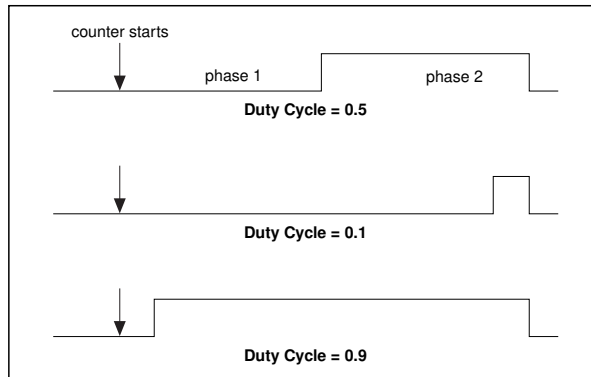 counter starts
phase 1 phase 2
Duty Cycle = 0.5
Duty Cycle = 0.1
Duty Cycle = 0.9